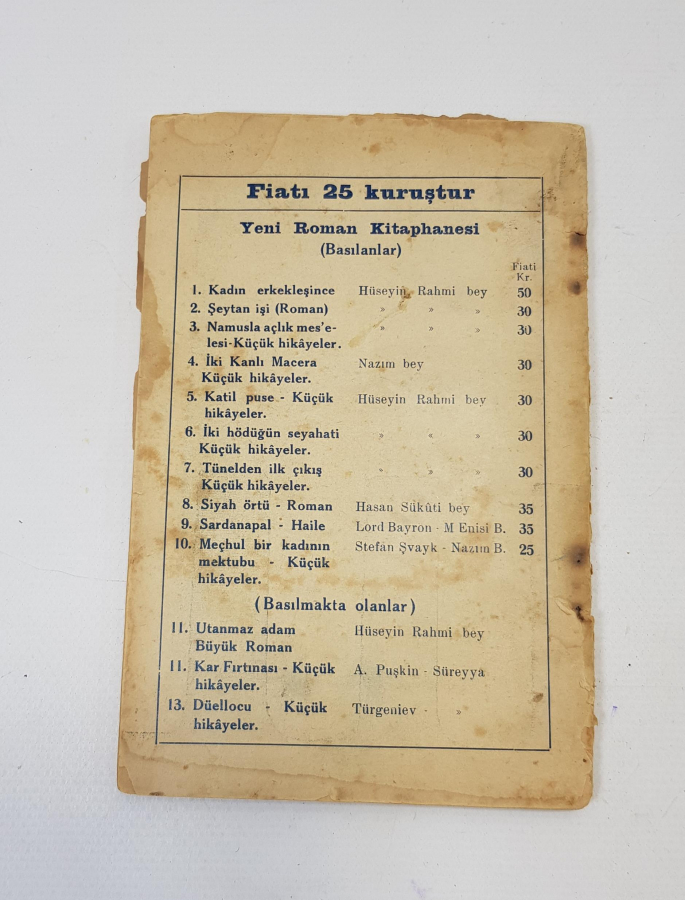 Fiatı 25 kuruştur
Yeni Roman Kitaphanesi
(Basılanlar)
Fiati
Kr.
1. Kadın erkekleşince Hüseyin Rahmi bey 50
2. Şeytan işi (Roman) » » » 30
3. Namusla açlık mes'e- » » » 30
lesi-Küçük hikâyeler.
4. İki Kanlı Macera Nazım bey 30
Küçük hikâyeler.
5. Katil puse - Küçük Hüseyin Rahmi bey 30
hikâyeler.
6. İki hödüğün seyahati » « » 30
Küçük hikâyeler.
7. Tünelden ilk çıkış » » » 30
Küçük hikâyeler.
8. Siyah örtü - Roman Hasan Sükûti bey 35
9. Sardanapal - Haile Lord Bayron - M Enisi B. 35
10. Meçhul bir kadının Stefan Şvayk - Nazım B. 25
mektubu - Küçük
hikâyeler.
(Basılmakta olanlar)
11. Utanmaz adam Hüseyin Rahmi bey
Büyük Roman
11. Kar Fırtınası - Küçük A. Puşkin - Süreyya
hikâyeler.
13. Düellocu - Küçük Türgeniev - »
hikâyeler.